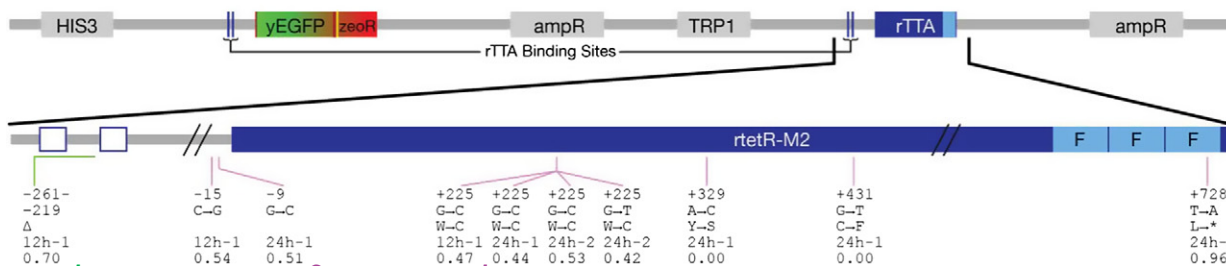 HIS3 yEGFP zeoR ampR TRP1 rTTA ampR
rTTA Binding Sites
rtetR-M2 F F F
-261- -15 -9 +225 +225 +225 +225 +329 +431 +728
-219 C→G G→C G→C G→C G→C G→T A→C G→T T→A
Δ W→C W→C W→C W→C Y→S C→F L→*
12h-1 12h-1 24h-1 12h-1 24h-1 24h-2 24h-2 24h-1 24h-1 24h-
0.70 0.54 0.51 0.47 0.44 0.53 0.42 0.00 0.00 0.96